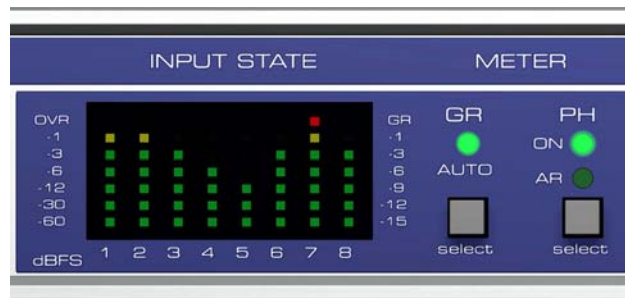 INPUT STATE
METER
OVR
-1
-3
-6
-12
-30
-60
dBFS
1 2 3 4 5 6 7 8
GR
-1
-3
-6
-9
-12
-15
GR
AUTO
select
PH
ON
AR
select